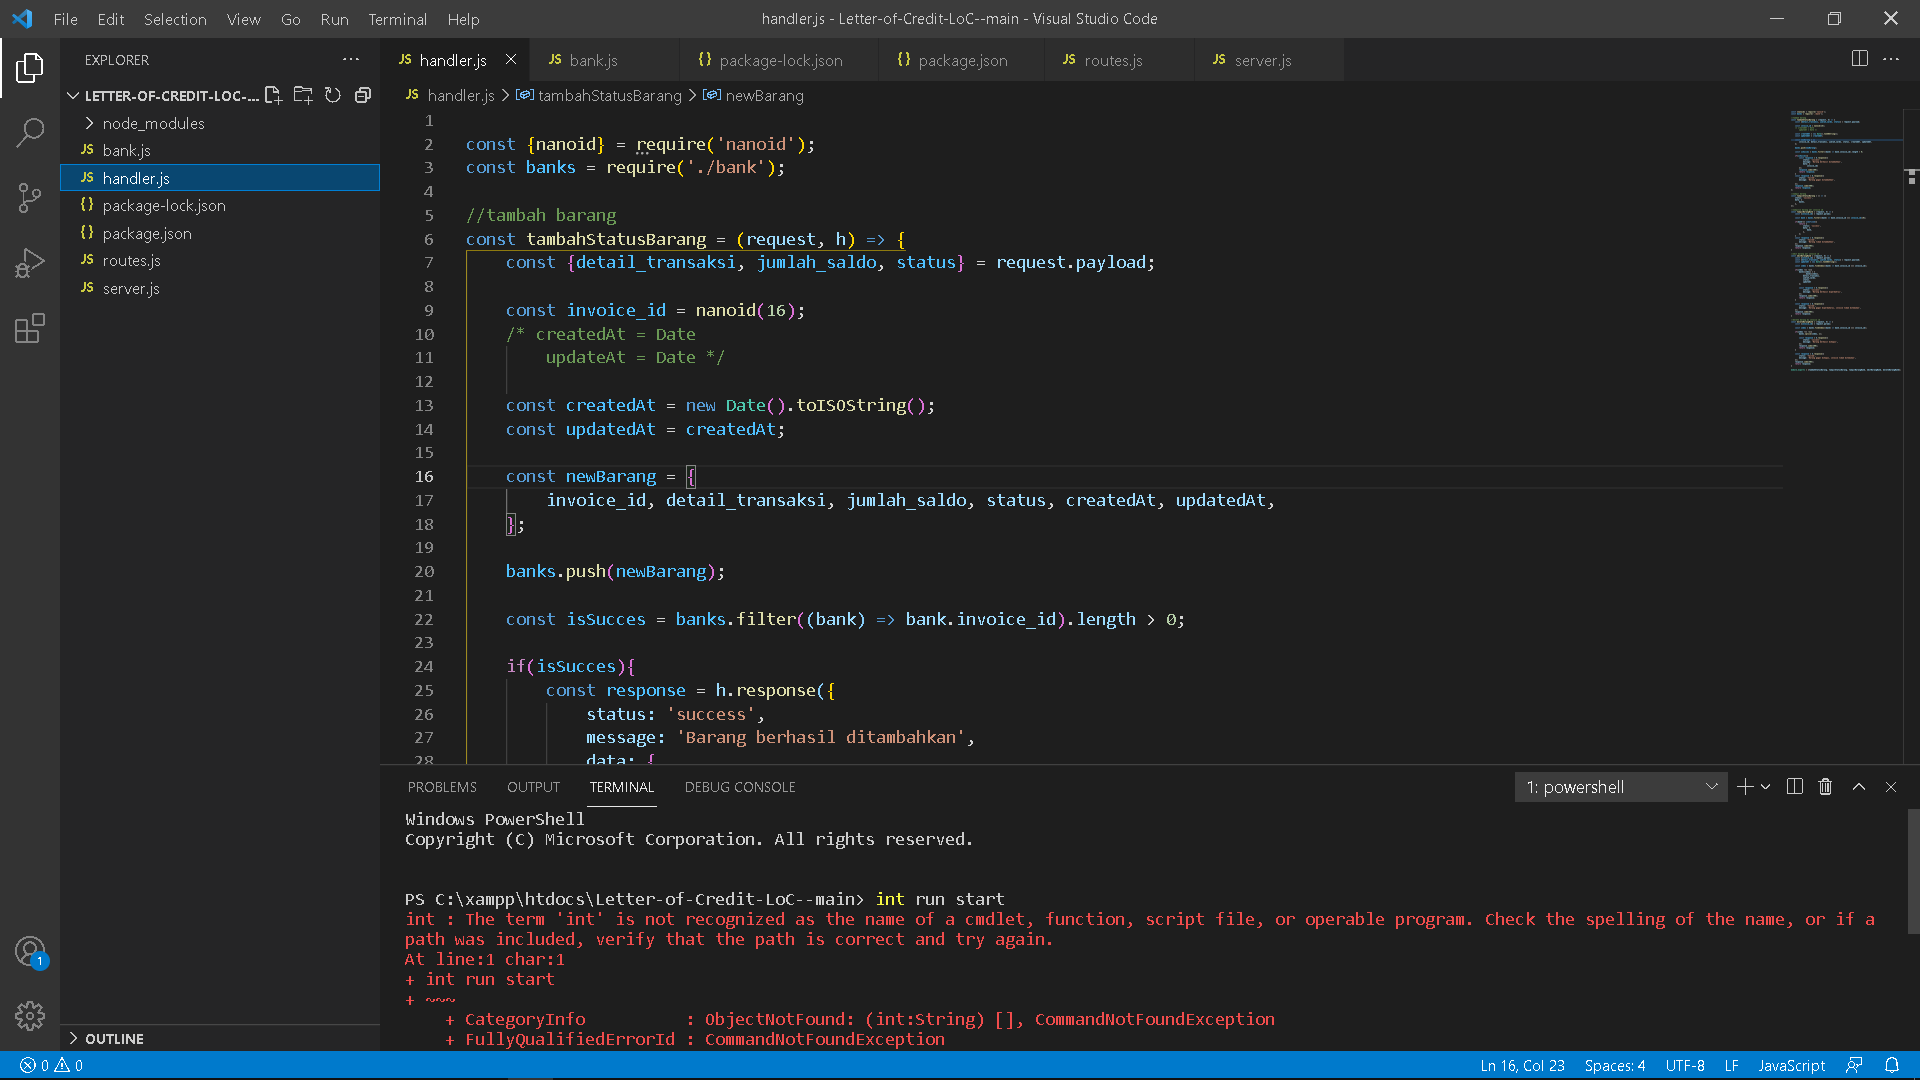 File Edit Selection View Go Run Terminal Help
handler.js - Letter-of-Credit-LoC--main - Visual Studio Code
EXPLORER
LETTER-OF-CREDIT-LOC-...
node_modules
JS bank.js
JS handler.js
{} package-lock.json
{} package.json
JS routes.js
JS server.js
OUTLINE
JS handler.js JS bank.js {} package-lock.json {} package.json JS routes.js JS server.js
JS handler.js > tambahStatusBarang > newBarang
1
2 const {nanoid} = require('nanoid');
3 const banks = require('./bank');
4
5 //tambah barang
6 const tambahStatusBarang = (request, h) => {
7 const {detail_transaksi, jumlah_saldo, status} = request.payload;
8
9 const invoice_id = nanoid(16);
10 /* createdAt = Date
11 updateAt = Date */
12
13 const createdAt = new Date().toISOString();
14 const updatedAt = createdAt;
15
16 const newBarang = {
17 invoice_id, detail_transaksi, jumlah_saldo, status, createdAt, updatedAt,
18 };
19
20 banks.push(newBarang);
21
22 const isSucces = banks.filter((bank) => bank.invoice_id).length > 0;
23
24 if(isSucces){
25 const response = h.response({
26 status: 'success',
27 message: 'Barang berhasil ditambahkan',
28 data: {
PROBLEMS OUTPUT TERMINAL DEBUG CONSOLE
1: powershell
Windows PowerShell
Copyright (C) Microsoft Corporation. All rights reserved.
PS C:\xampp\htdocs\Letter-of-Credit-LoC--main> int run start
int : The term 'int' is not recognized as the name of a cmdlet, function, script file, or operable program. Check the spelling of the name, or if a
path was included, verify that the path is correct and try again.
At line:1 char:1
+ int run start
+ ~~~
+ CategoryInfo : ObjectNotFound: (int:String) [], CommandNotFoundException
+ FullyQualifiedErrorId : CommandNotFoundException
1
0 0
Ln 16, Col 23 Spaces: 4 UTF-8 LF JavaScript